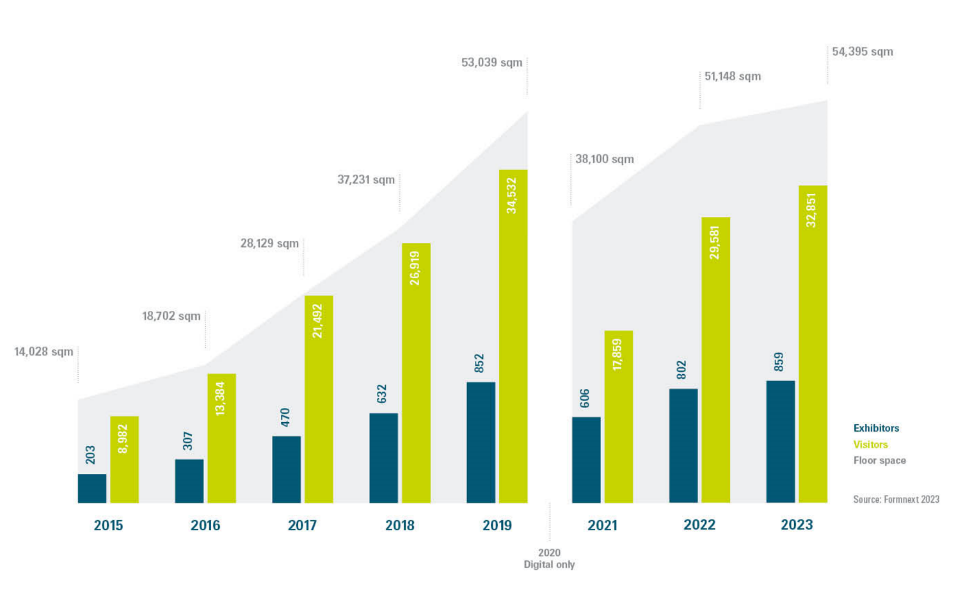 54,395 sqm
53,039 sqm
51,148 sqm
38,100 sqm
37,231 sqm
28,129 sqm
18,702 sqm
14,028 sqm
203
8,982
307
13,384
470
21,492
632
26,919
852
34,532
606
17,859
802
29,581
859
32,851
Exhibitors
Visitors
Floor space
Source: Formnext 2023
2015
2016
2017
2018
2019
2021
2022
2023
2020
Digital only